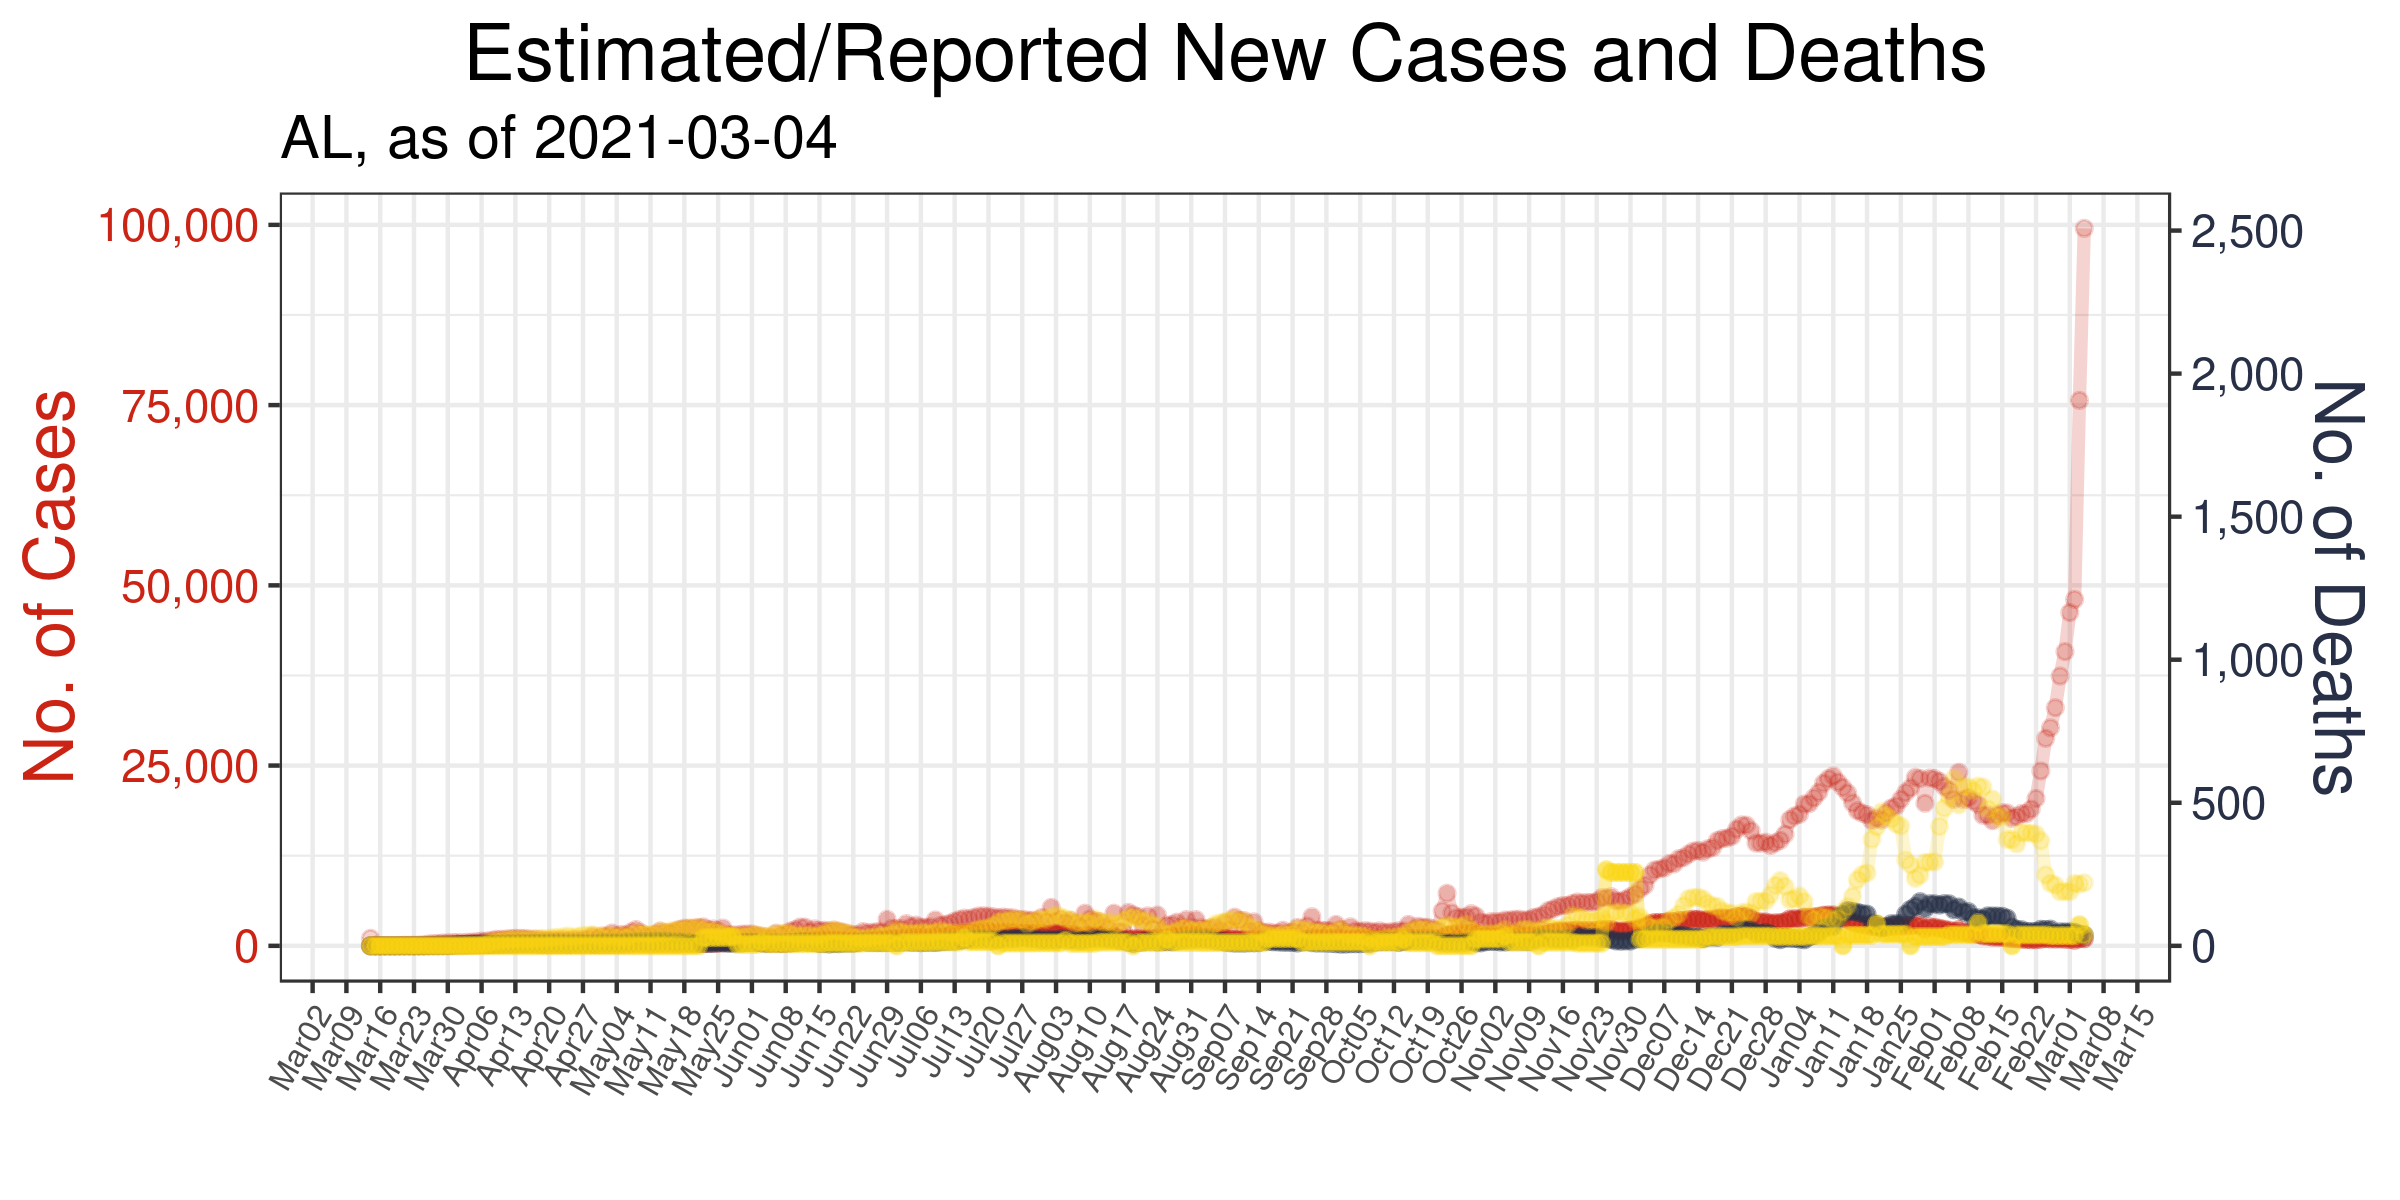 Estimated/Reported New Cases and Deaths
AL, as of 2021-03-04
No. of Cases
100,000
75,000
50,000
25,000
0
2,500
2,000
1,500
1,000
500
0
No. of Deaths
Mar02
Mar09
Mar16
Mar23
Mar30
Apr06
Apr13
Apr20
Apr27
May04
May11
May18
May25
Jun01
Jun08
Jun15
Jun22
Jun29
Jul06
Jul13
Jul20
Jul27
Aug03
Aug10
Aug17
Aug24
Aug31
Sep07
Sep14
Sep21
Sep28
Oct05
Oct12
Oct19
Oct26
Nov02
Nov09
Nov16
Nov23
Nov30
Dec07
Dec14
Dec21
Dec28
Dec04
Jan11
Jan18
Jan25
Feb01
Feb08
Feb15
Feb22
Mar01
Mar08
Mar15